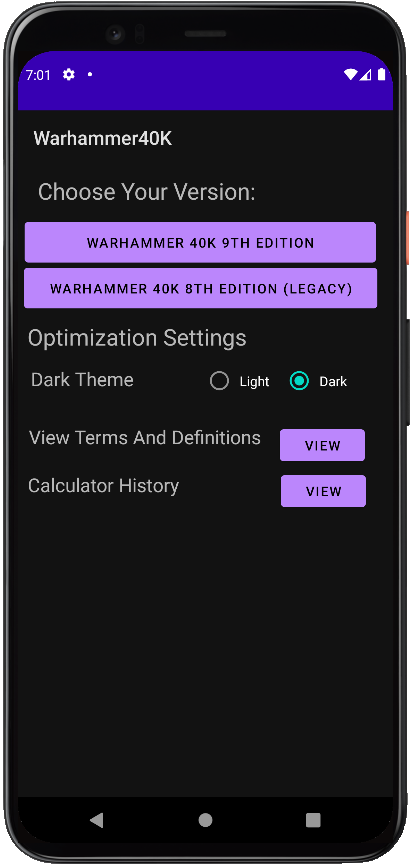 7:01
Warhammer40K
Choose Your Version:
WARHAMMER 40K 9TH EDITION
WARHAMMER 40K 8TH EDITION (LEGACY)
Optimization Settings
Dark Theme Light Dark
View Terms And Definitions VIEW
Calculator History VIEW